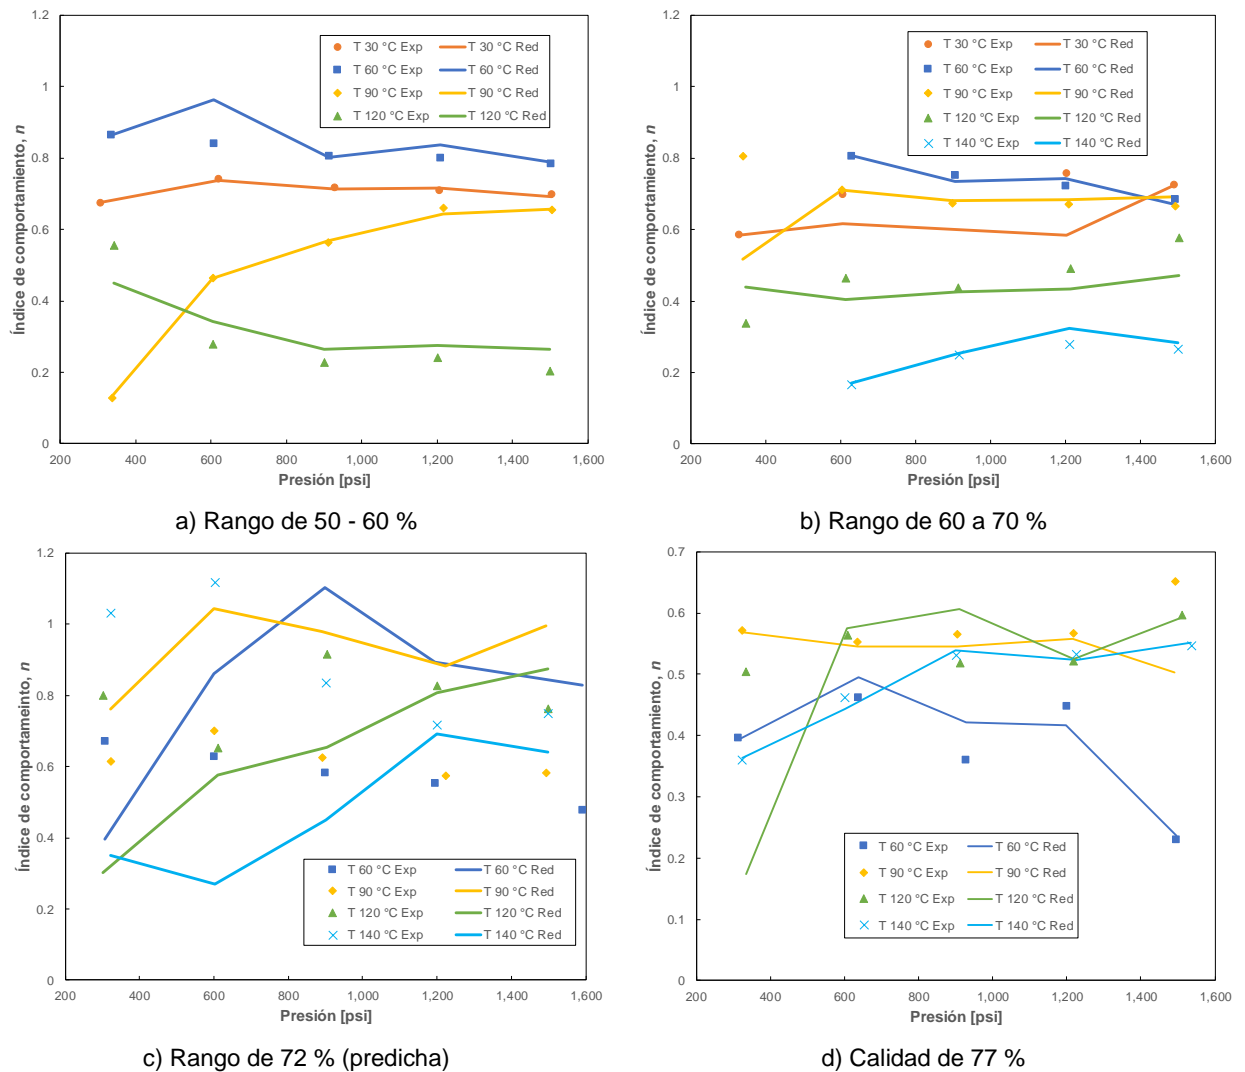 1.2
1
0.8
0.6
0.4
0.2
0
Índice de comportamiento, n
T 30 °C Exp T 30 °C Red
T 60 °C Exp T 60 °C Red
T 90 °C Exp T 90 °C Red
T 120 °C Exp T 120 °C Red
200 400 600 800 1,000 1,200 1,400 1,600
Presión [psi]
a) Rango de 50 - 60 %
1.2
1
0.8
0.6
0.4
0.2
0
Índice de comportamiento, n
T 30 °C Exp T 30 °C Red
T 60 °C Exp T 60 °C Red
T 90 °C Exp T 90 °C Red
T 120 °C Exp T 120 °C Red
T 140 °C Exp T 140 °C Red
200 400 600 800 1,000 1,200 1,400 1,600
Presión [psi]
b) Rango de 60 a 70 %
1.2
1
0.8
0.6
0.4
0.2
0
Índice de comportameinto, n
T 60 °C Exp T 60 °C Red
T 90 °C Exp T 90 °C Red
T 120 °C Exp T 120 °C Red
T 140 °C Exp T 140 °C Red
200 400 600 800 1,000 1,200 1,400 1,600
Presión [psi]
c) Rango de 72 % (predicha)
0.7
0.6
0.5
0.4
0.3
0.2
0.1
0
Índice de comportamiento, n
T 60 °C Exp T 60 °C Red
T 90 °C Exp T 90 °C Red
T 120 °C Exp T 120 °C Red
T 140 °C Exp T 140 °C Red
200 400 600 800 1,000 1,200 1,400 1,600
Presión [psi]
d) Calidad de 77 %